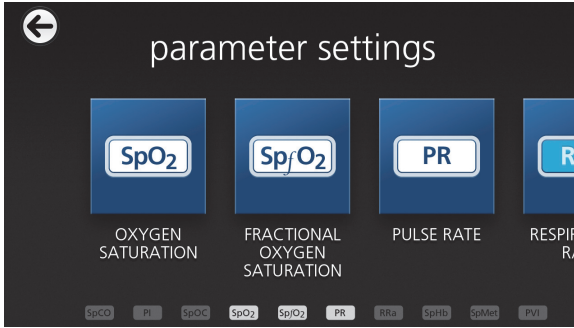 parameter settings
SpO2 SpfO2 PR R
OXYGEN SATURATION
FRACTIONAL OXYGEN SATURATION
PULSE RATE
SpCO PI SpOC SpO2 SpfO2 PR RRa SpHb SpMet PVI